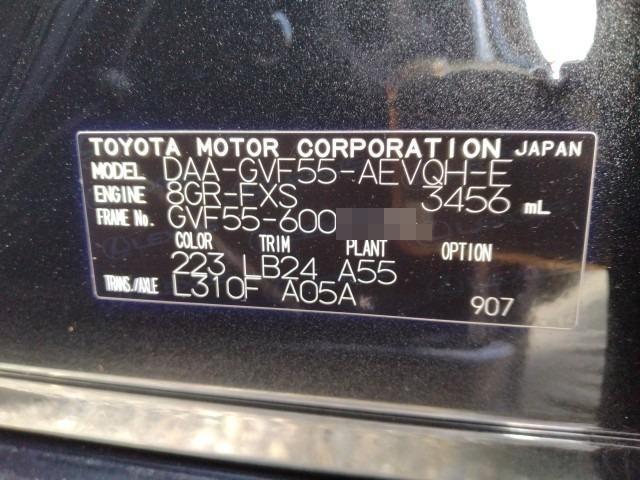 TOYOTA MOTOR CORPORATION JAPAN
MODEL DAA-GVF55-AEVQH-E
ENGINE 8GR-FXS 3456 mL
FRAME No. GVF55-600
COLOR TRIM PLANT OPTION
223 LB24 A55
TRANS./AXLE L310F A05A
907